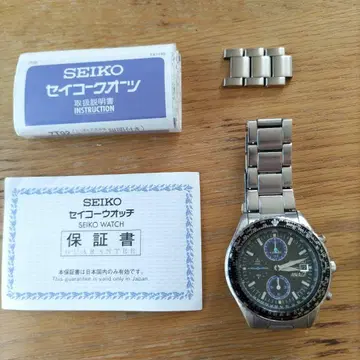 SEIKO
セイコークオーツ
取扱説明書
INSTRUCTION
7T92
SEIKO
セイコーウオッチ
SEIKO WATCH
保証書
GUARANTEE
本保証書は日本国内のみ有効です。
This guarantee is valid only in Japan.